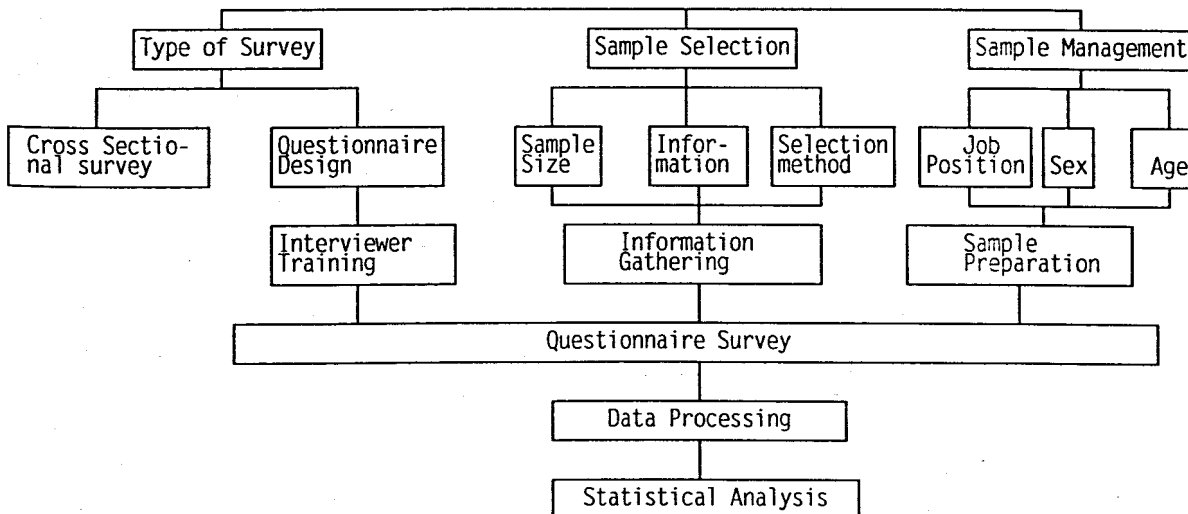 Type of Survey
Sample Selection
Sample Management
Cross Sectio-
nal survey
Questionnaire
Design
Sample
Size
Infor-
mation
Selection
method
Job
Position
Sex
Age
Interviewer
Training
Information
Gathering
Sample
Preparation
Questionnaire Survey
Data Processing
Statistical Analysis